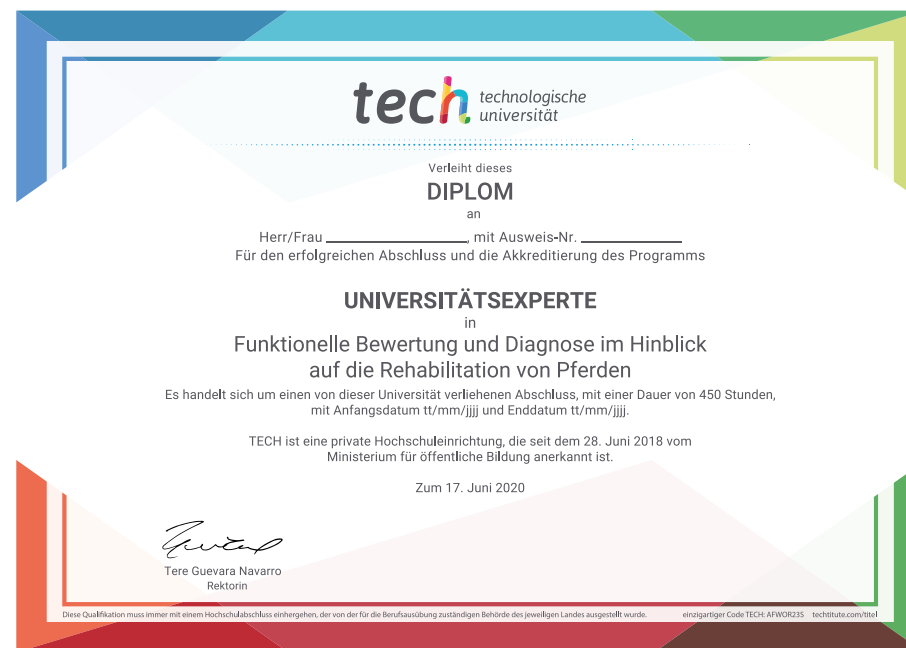 tech technologische
universität
Verleiht dieses
DIPLOM
an
Herr/Frau ____________, mit Ausweis-Nr. ____________
Für den erfolgreichen Abschluss und die Akkreditierung des Programms
UNIVERSITÄTSEXPERTE
in
Funktionelle Bewertung und Diagnose im Hinblick
auf die Rehabilitation von Pferden
Es handelt sich um einen von dieser Universität verliehenen Abschluss, mit einer Dauer von 450 Stunden,
mit Anfangsdatum tt/mm/jjjj und Enddatum tt/mm/jjjj.
TECH ist eine private Hochschuleinrichtung, die seit dem 28. Juni 2018 vom
Ministerium für öffentliche Bildung anerkannt ist.
Zum 17. Juni 2020
Tere Guevara Navarro
Rektorin
Diese Qualifikation muss immer mit einem Hochschulabschluss einhergehen, der von der für die Berufsausübung zuständigen Behörde des jeweiligen Landes ausgestellt wurde. einzigartiger Code TECH: AFWOR23S techtitute.com/titel